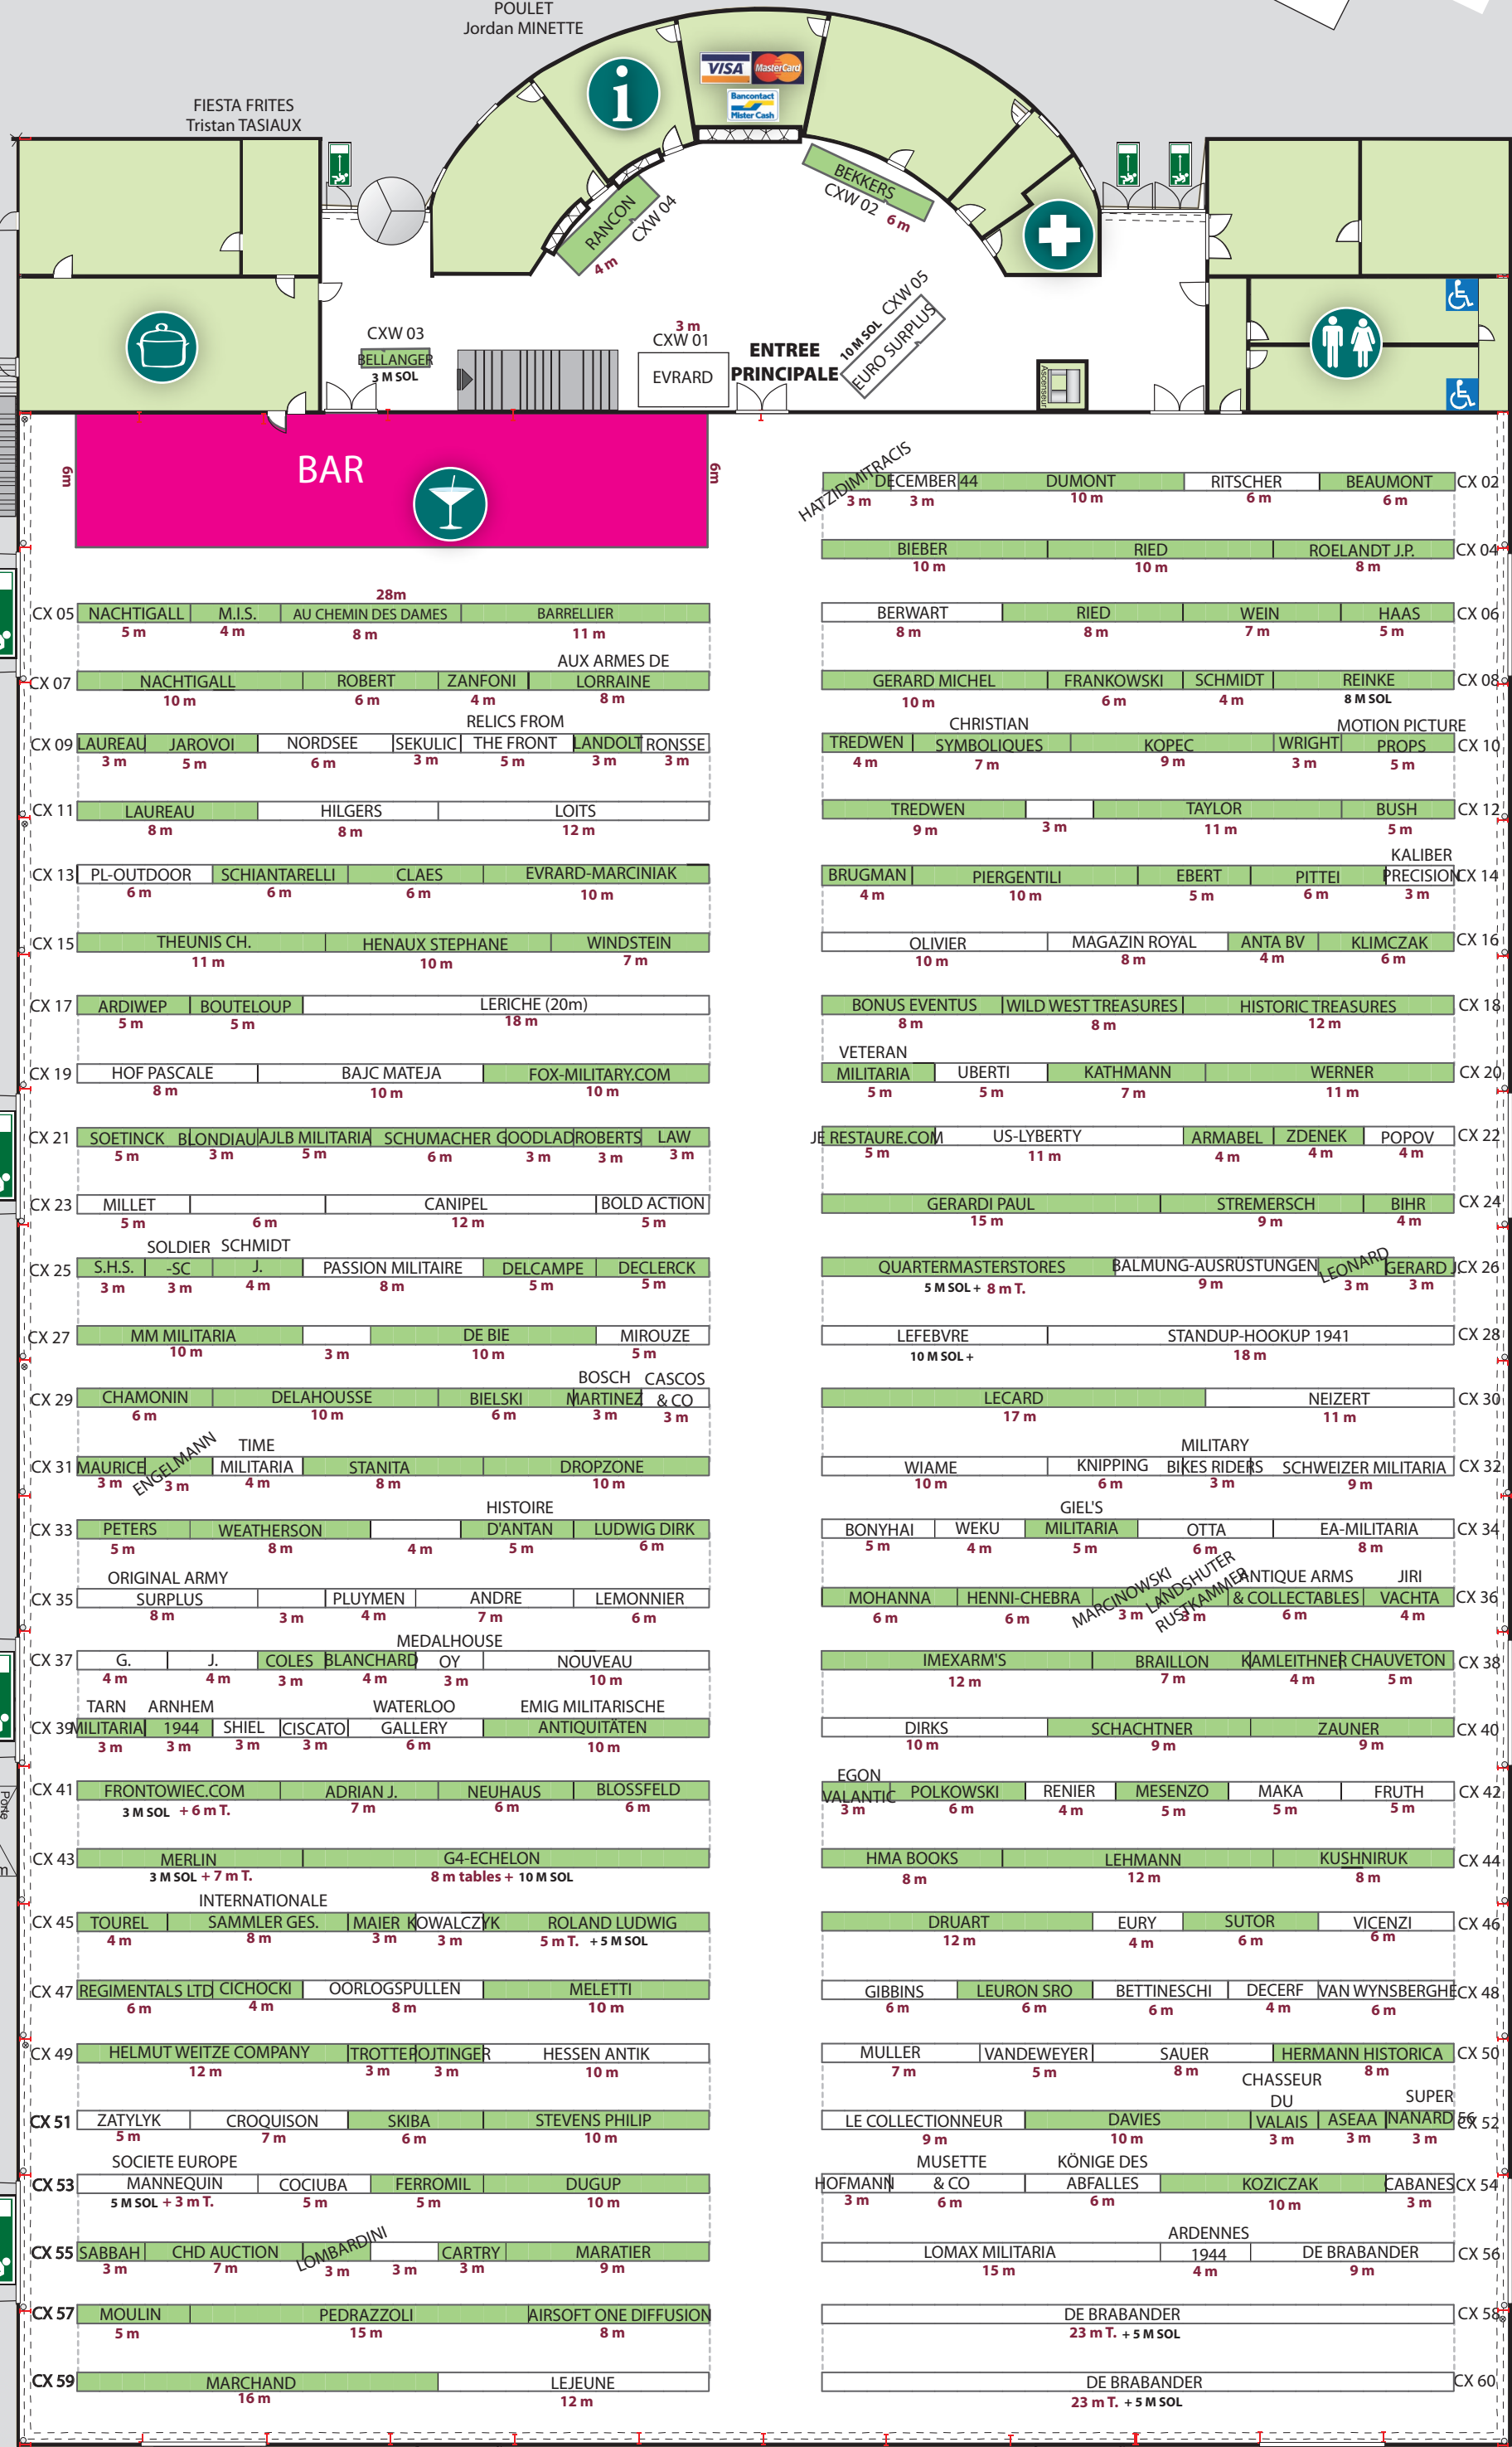 POULET
Jordan MINETTE
FIESTA FRITES
Tristan TASIAUX
i
VISA MasterCard
Bancontact
Mister Cash
BEKKERS
CXW 02
6 m
RANCON
CXW 04
4 m
CXW 03
BELLANGER
3 M SOL
3 m
CXW 01
EVRARD
ENTREE
PRINCIPALE
10 M SOL CXW 05
EURO SURPLUS
Ascenseur
6m BAR 6m
HATZIDIMITRACIS DECEMBER 44 DUMONT RITSCHER BEAUMONT CX 02
3 m 3 m 10 m 6 m 6 m
BIEBER RIED ROELANDT J.P. CX 04
10 m 10 m 8 m
28m
CX 05 NACHTIGALL M.I.S. AU CHEMIN DES DAMES BARRELLIER
5 m 4 m 8 m 11 m
BERWART RIED WEIN HAAS CX 06
8 m 8 m 7 m 5 m
AUX ARMES DE
CX 07 NACHTIGALL ROBERT ZANFONI LORRAINE
10 m 6 m 4 m 8 m
GERARD MICHEL FRANKOWSKI SCHMIDT REINKE CX 08
10 m 6 m 4 m 8 M SOL
RELICS FROM
CX 09 LAUREAU JAROVOI NORDSEE SEKULIC THE FRONT LANDOLT RONSSE
3 m 5 m 6 m 3 m 5 m 3 m 3 m
CHRISTIAN MOTION PICTURE
TREDWEN SYMBOLIQUES KOPEC WRIGHT PROPS CX 10
4 m 7 m 9 m 3 m 5 m
CX 11 LAUREAU HILGERS LOITS
8 m 8 m 12 m
TREDWEN TAYLOR BUSH CX 12
9 m 3 m 11 m 5 m
CX 13 PL-OUTDOOR SCHIANTARELLI CLAES EVRARD-MARCINIAK
6 m 6 m 6 m 10 m
KALIBER
BRUGMAN PIERGENTILI EBERT PITTEI PRECISION CX 14
4 m 10 m 5 m 6 m 3 m
CX 15 THEUNIS CH. HENAUX STEPHANE WINDSTEIN
11 m 10 m 7 m
OLIVIER MAGAZIN ROYAL ANTA BV KLIMCZAK CX 16
10 m 8 m 4 m 6 m
CX 17 ARDIWEP BOUTELOUP LERICHE (20m)
5 m 5 m 18 m
BONUS EVENTUS WILD WEST TREASURES HISTORIC TREASURES CX 18
8 m 8 m 12 m
CX 19 HOF PASCALE BAJC MATEJA FOX-MILITARY.COM
8 m 10 m 10 m
VETERAN
MILITARIA UBERTI KATHMANN WERNER CX 20
5 m 5 m 7 m 11 m
CX 21 SOETINCK BLONDIAU AJLB MILITARIA SCHUMACHER GOODLAD ROBERTS LAW
5 m 3 m 5 m 6 m 3 m 3 m 3 m
JE RESTAURE.COM US-LYBERTY ARMABEL ZDENEK POPOV CX 22
5 m 11 m 4 m 4 m 4 m
CX 23 MILLET CANIPEL BOLD ACTION
5 m 6 m 12 m 5 m
GERARDI PAUL STREMERSCH BIHR CX 24
15 m 9 m 4 m
SOLDIER SCHMIDT
CX 25 S.H.S. -SC J. PASSION MILITAIRE DELCAMPE DECLERCK
3 m 3 m 4 m 8 m 5 m 5 m
QUARTERMASTERSTORES BALMUNG-AUSRÜSTUNGEN LEONARD GERARD J. CX 26
5 M SOL + 8 m T. 9 m 3 m 3 m
CX 27 MM MILITARIA DE BIE MIROUZE
10 m 3 m 10 m 5 m
LEFEBVRE STANDUP-HOOKUP 1941 CX 28
10 M SOL + 18 m
BOSCH CASCOS
CX 29 CHAMONIN DELAHOUSSE BIELSKI MARTINEZ & CO
6 m 10 m 6 m 3 m 3 m
LECARD NEIZERT CX 30
17 m 11 m
TIME
CX 31 MAURICE ENGELMANN MILITARIA STANITA DROPZONE
3 m 3 m 4 m 8 m 10 m
MILITARY
WIAME KNIPPING BIKES RIDERS SCHWEIZER MILITARIA CX 32
10 m 6 m 3 m 9 m
HISTOIRE
CX 33 PETERS WEATHERSON D'ANTAN LUDWIG DIRK
5 m 8 m 4 m 5 m 6 m
GIEL'S
BONYHAI WEKU MILITARIA OTTA EA-MILITARIA CX 34
5 m 4 m 5 m 6 m 8 m
ORIGINAL ARMY
CX 35 SURPLUS PLUYMEN ANDRE LEMONNIER
8 m 3 m 4 m 7 m 6 m
ANTIQUE ARMS JIRI
MOHANNA HENNI-CHEBRA MARCINOWSKI LANDSHUTER RUSTKAMMER & COLLECTABLES VACHTA CX 36
6 m 6 m 3 m 3 m 6 m 4 m
MEDALHOUSE
CX 37 G. J. COLES BLANCHARD OY NOUVEAU
4 m 4 m 3 m 4 m 3 m 10 m
IMEXARM'S BRAILLON KAMLEITHNER CHAUVETON CX 38
12 m 7 m 4 m 5 m
TARN ARNHEM WATERLOO EMIG MILITARISCHE
CX 39 MILITARIA 1944 SHIEL CISCATO GALLERY ANTIQUITÄTEN
3 m 3 m 3 m 3 m 6 m 10 m
DIRKS SCHACHTNER ZAUNER CX 40
10 m 9 m 9 m
CX 41 FRONTOWIEC.COM ADRIAN J. NEUHAUS BLOSSFELD
3 M SOL + 6 m T. 7 m 6 m 6 m
EGON
VALANTIC POLKOWSKI RENIER MESENZO MAKA FRUTH CX 42
3 m 6 m 4 m 5 m 5 m 5 m
Porte
CX 43 MERLIN G4-ECHELON
3 M SOL + 7 m T. 8 m tables + 10 M SOL
HMA BOOKS LEHMANN KUSHNIRUK CX 44
8 m 12 m 8 m
INTERNATIONALE
CX 45 TOUREL SAMMLER GES. MAIER KOWALCZYK ROLAND LUDWIG
4 m 8 m 3 m 3 m 5 m T. + 5 M SOL
DRUART EURY SUTOR VICENZI CX 46
12 m 4 m 6 m 6 m
CX 47 REGIMENTALS LTD CICHOCKI OORLOGSPULLEN MELETTI
6 m 4 m 8 m 10 m
GIBBINS LEURON SRO BETTINESCHI DECERF VAN WYNSBERGHE CX 48
6 m 6 m 6 m 4 m 6 m
CX 49 HELMUT WEITZE COMPANY TROTTE POJTINGER HESSEN ANTIK
12 m 3 m 3 m 10 m
MULLER VANDEWEYER SAUER HERMANN HISTORICA CX 50
7 m 5 m 8 m 8 m
CX 51 ZATYLYK CROQUISON SKIBA STEVENS PHILIP
5 m 7 m 6 m 10 m
CHASSEUR
DU SUPER
LE COLLECTIONNEUR DAVIES VALAIS ASEAA NANARD 56 CX 52
9 m 10 m 3 m 3 m 3 m
SOCIETE EUROPE
CX 53 MANNEQUIN COCIUBA FERROMIL DUGUP
5 M SOL + 3 m T. 5 m 5 m 10 m
MUSETTE KÖNIGE DES
HOFMANN & CO ABFALLES KOZICZAK CABANES CX 54
3 m 6 m 6 m 10 m 3 m
CX 55 SABBAH CHD AUCTION LOMBARDINI CARTRY MARATIER
3 m 7 m 3 m 3 m 3 m 9 m
ARDENNES
LOMAX MILITARIA 1944 DE BRABANDER CX 56
15 m 4 m 9 m
CX 57 MOULIN PEDRAZZOLI AIRSOFT ONE DIFFUSION
5 m 15 m 8 m
DE BRABANDER CX 58
23 m T. + 5 M SOL
CX 59 MARCHAND LEJEUNE
16 m 12 m
DE BRABANDER CX 60
23 m T. + 5 M SOL